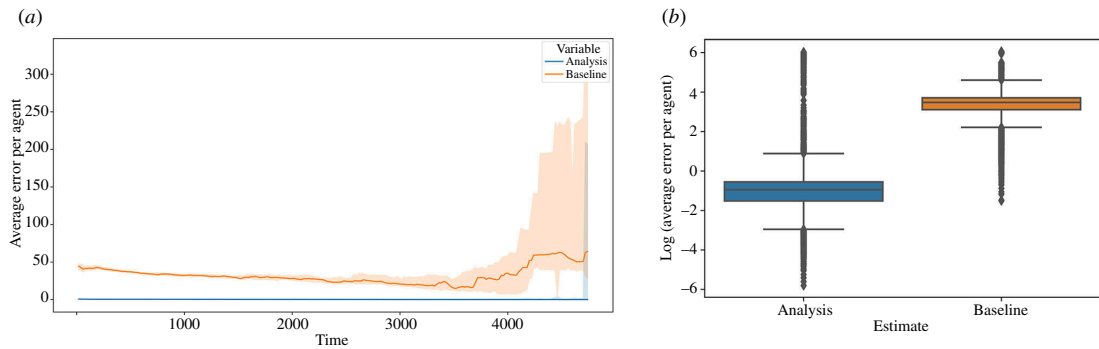 (a)
Average error per agent
300
250
200
150
100
50
0
1000
2000
3000
4000
Time
Variable
Analysis
Baseline
(b)
Log (average error per agent)
6
4
2
0
−2
−4
−6
Analysis
Baseline
Estimate